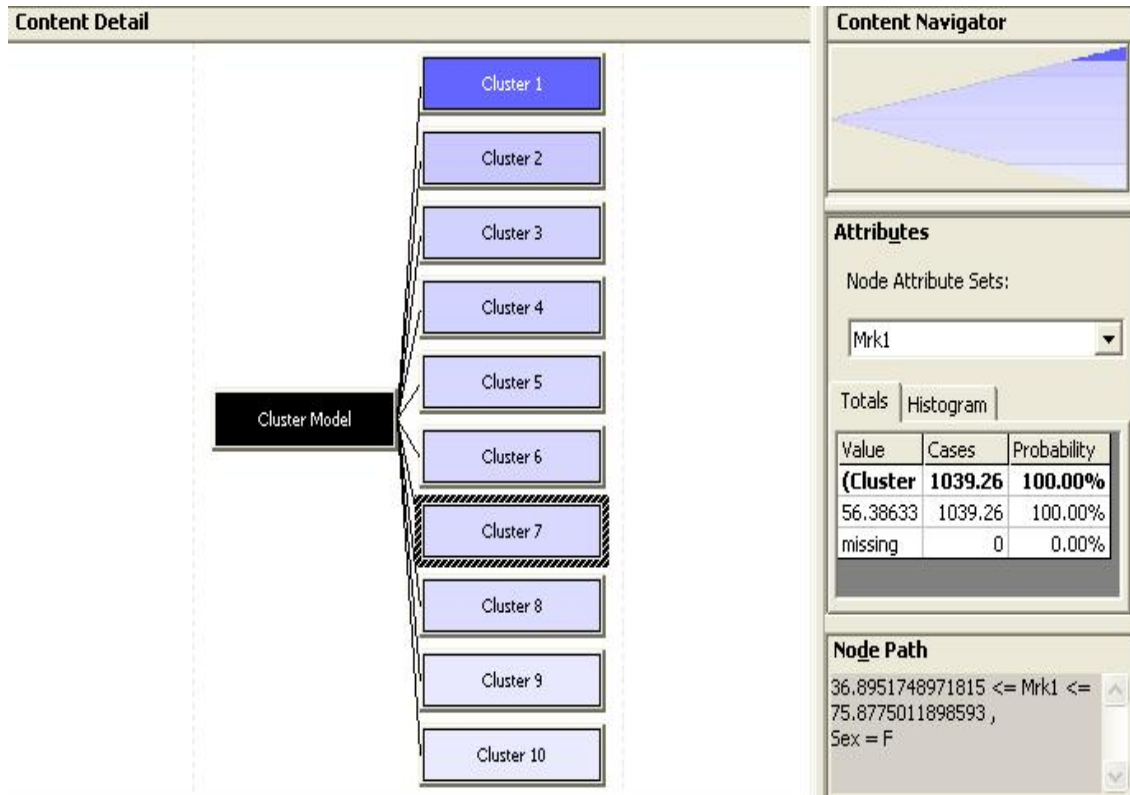 Content Detail
Cluster Model
Cluster 1
Cluster 2
Cluster 3
Cluster 4
Cluster 5
Cluster 6
Cluster 7
Cluster 8
Cluster 9
Cluster 10
Content Navigator
Attributes
Node Attribute Sets:
Mrk1
Totals Histogram
Value Cases Probability
(Cluster 1039.26 100.00%
56.38633 1039.26 100.00%
missing 0 0.00%
Node Path
36.8951748971815 <= Mrk1 <=
75.8775011898593 ,
Sex = F